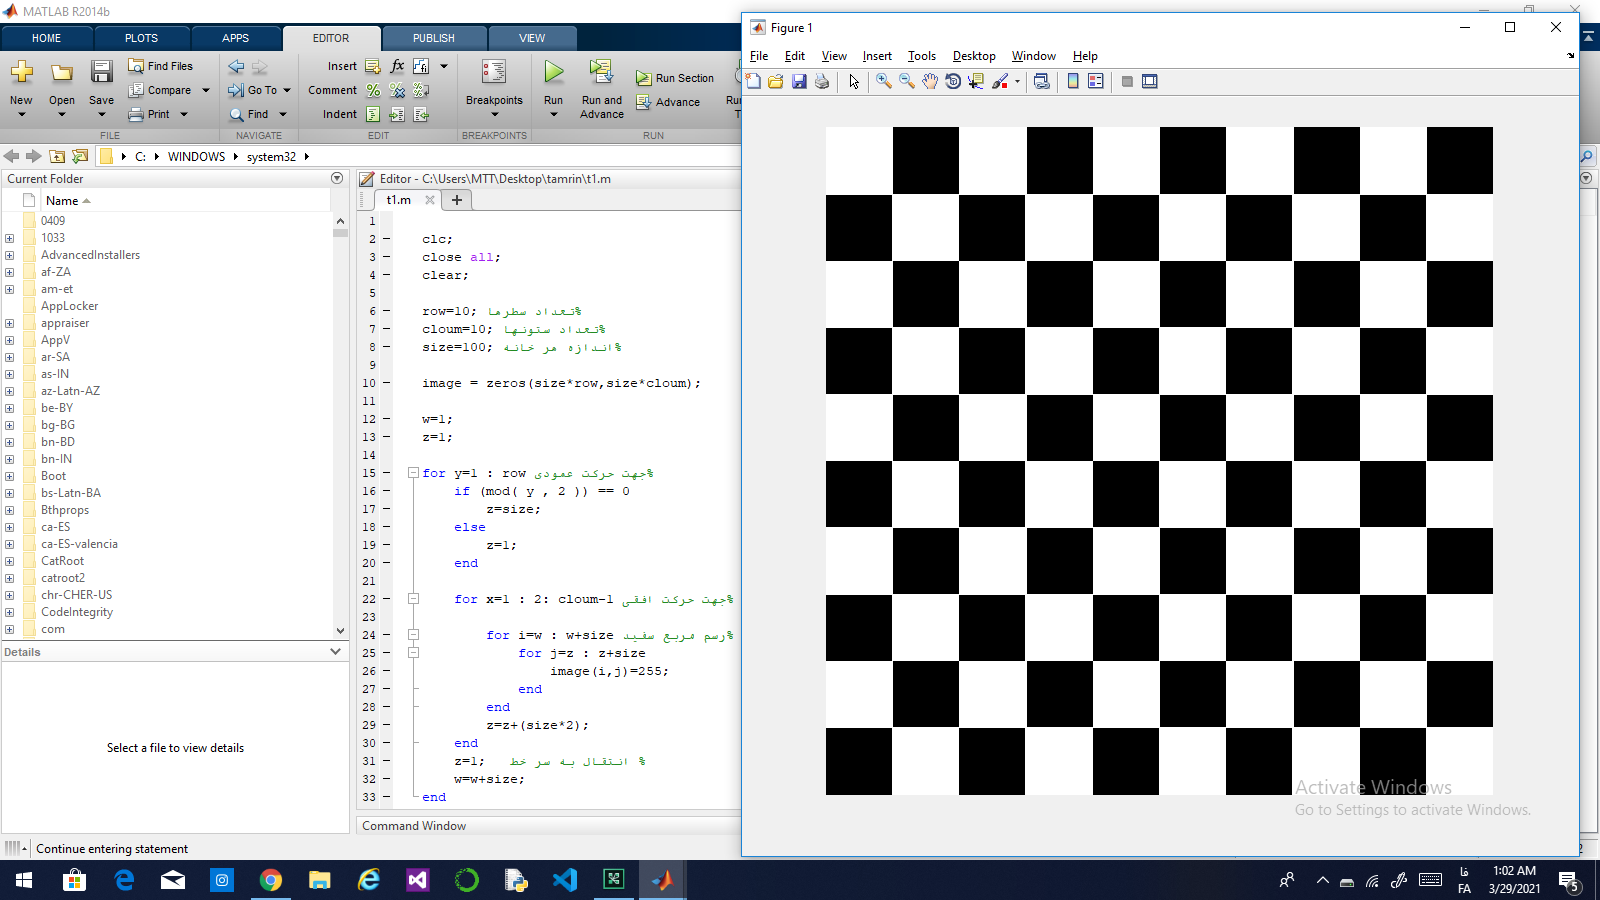 MATLAB R2014b
HOME PLOTS APPS EDITOR PUBLISH VIEW
New Open Save
Find Files
Compare
Print
FILE
Go To
Find
NAVIGATE
Insert
Comment
Indent
EDIT
Breakpoints
BREAKPOINTS
Run
Run and Advance
Run Section
Advance
RUN
C: WINDOWS system32
Current Folder
Name
0409
1033
AdvancedInstallers
af-ZA
am-et
AppLocker
appraiser
AppV
ar-SA
as-IN
az-Latn-AZ
be-BY
bg-BG
bn-BD
bn-IN
Boot
bs-Latn-BA
Bthprops
ca-ES
ca-ES-valencia
CatRoot
catroot2
chr-CHER-US
CodeIntegrity
com
Details
Select a file to view details
Editor - C:\Users\MTT\Desktop\tamrin\t1.m
t1.m
1
2 clc;
3 close all;
4 clear;
5
6 row=10; %تعداد سطرها
7 cloum=10; %تعداد ستونها
8 size=100; %اندازه هر خانه
9
10 image = zeros(size*row,size*cloum);
11
12 w=1;
13 z=1;
14
15 for y=1 : row %جهت حرکت عمودی
16 if (mod( y , 2 )) == 0
17 z=size;
18 else
19 z=1;
20 end
21
22 for x=1 : 2: cloum-1 %جهت حرکت افقی
23
24 for i=w : w+size %رسم مربع سفید
25 for j=z : z+size
26 image(i,j)=255;
27 end
28 end
29 z=z+(size*2);
30 end
31 z=1; % انتقال به سر خط
32 w=w+size;
33 end
Command Window
Continue entering statement
Figure 1
File Edit View Insert Tools Desktop Window Help
Activate Windows
Go to Settings to activate Windows.
فا
FA
1:02 AM
3/29/2021
5